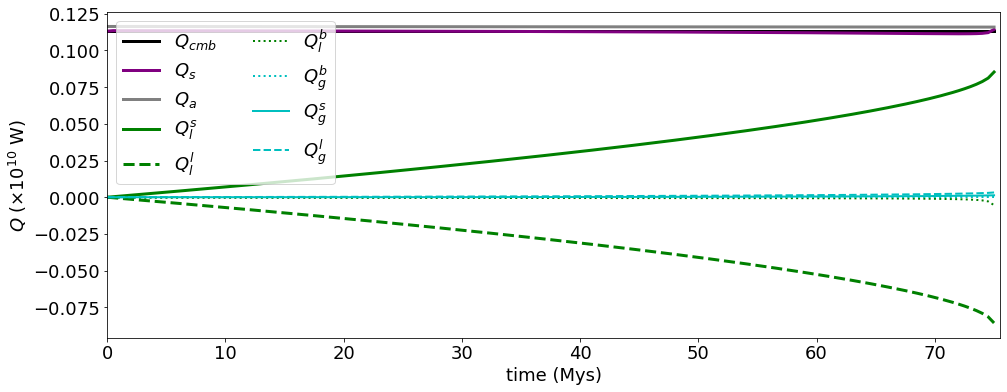 0.125
0.100
0.075
0.050
0.025
0.000
−0.025
−0.050
−0.075
Q (×10^10 W)
Q_cmb
Q_s
Q_a
Q_l^s
Q_l^l
Q_l^b
Q_g^b
Q_g^s
Q_g^l
0 10 20 30 40 50 60 70
time (Mys)